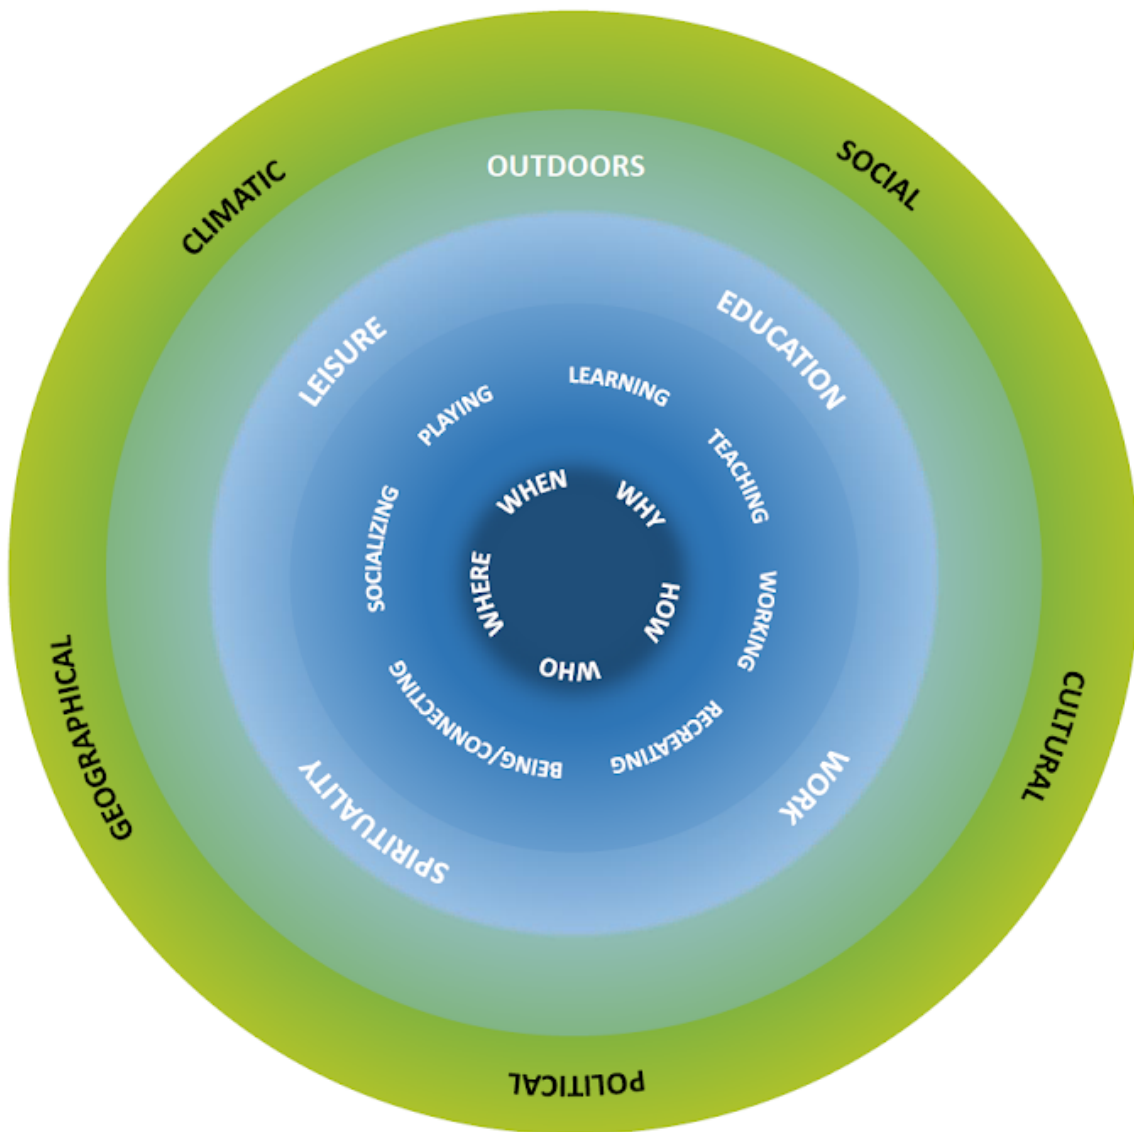 CLIMATIC
SOCIAL
CULTURAL
POLITICAL
GEOGRAPHICAL
OUTDOORS
LEISURE
EDUCATION
WORK
SPIRITUALITY
PLAYING
LEARNING
TEACHING
WORKING
RECREATING
BEING/CONNECTING
SOCIALIZING
WHEN
WHY
HOW
WHO
WHERE